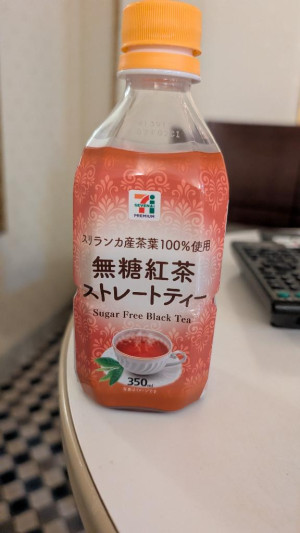 7
SEVEN & i
PREMIUM
スリランカ産茶葉100%使用
無糖紅茶
ストレートティー
Sugar Free Black Tea
350ml